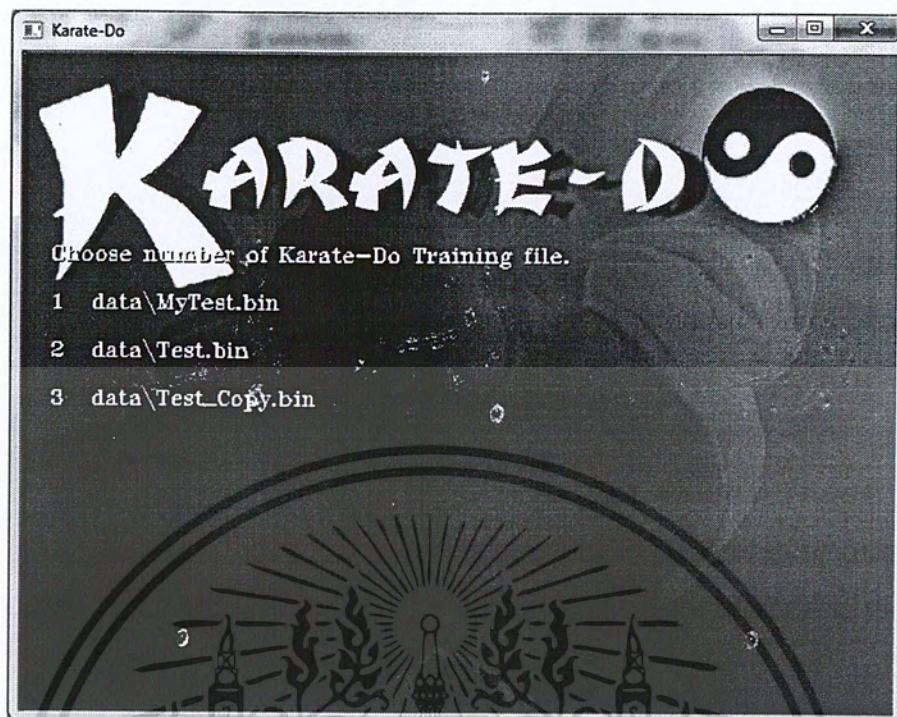 Karate-Do
KARATE-DO
Choose number of Karate-Do Training file.
1 data\MyTest.bin
2 data\Test.bin
3 data\Test_Copy.bin